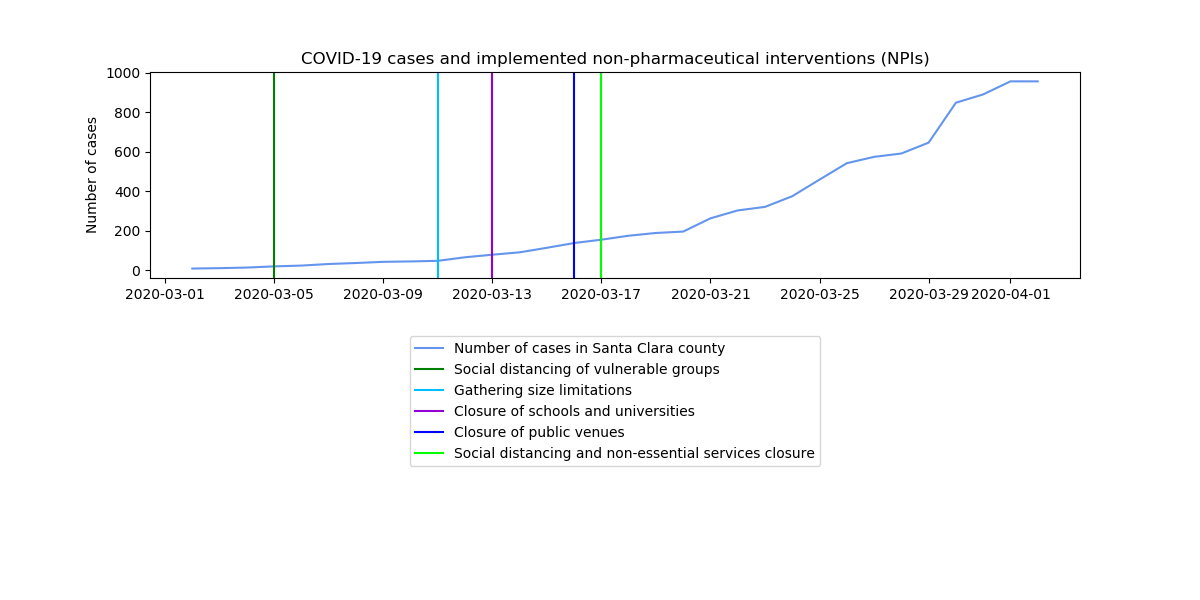 COVID-19 cases and implemented non-pharmaceutical interventions (NPIs)
Number of cases
1000
800
600
400
200
0
2020-03-01 2020-03-05 2020-03-09 2020-03-13 2020-03-17 2020-03-21 2020-03-25 2020-03-29 2020-04-01
Number of cases in Santa Clara county
Social distancing of vulnerable groups
Gathering size limitations
Closure of schools and universities
Closure of public venues
Social distancing and non-essential services closure